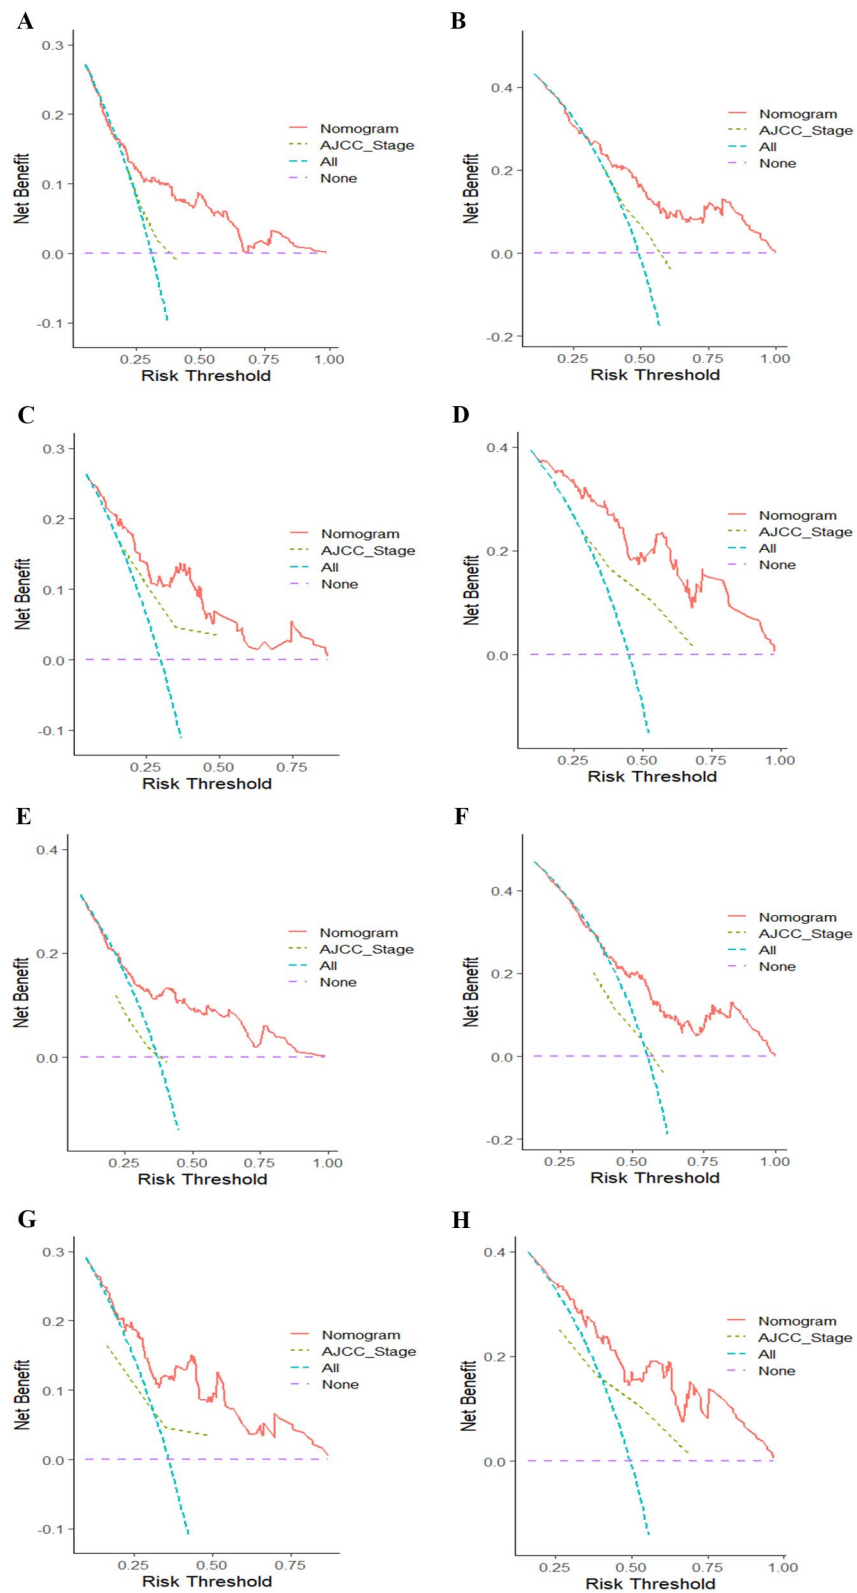 A
0.3
0.2
0.1
0.0
-0.1
Net Benefit
Nomogram
AJCC_Stage
All
None
0.25 0.50 0.75 1.00
Risk Threshold
B
0.4
0.2
0.0
-0.2
Net Benefit
Nomogram
AJCC_Stage
All
None
0.25 0.50 0.75 1.00
Risk Threshold
C
0.3
0.2
0.1
0.0
-0.1
Net Benefit
Nomogram
AJCC_Stage
All
None
0.25 0.50 0.75
Risk Threshold
D
0.4
0.2
0.0
Net Benefit
Nomogram
AJCC_Stage
All
None
0.25 0.50 0.75 1.00
Risk Threshold
E
0.4
0.2
0.0
Net Benefit
Nomogram
AJCC_Stage
All
None
0.25 0.50 0.75 1.00
Risk Threshold
F
0.4
0.2
0.0
-0.2
Net Benefit
Nomogram
AJCC_Stage
All
None
0.25 0.50 0.75 1.00
Risk Threshold
G
0.3
0.2
0.1
0.0
-0.1
Net Benefit
Nomogram
AJCC_Stage
All
None
0.25 0.50 0.75
Risk Threshold
H
0.4
0.2
0.0
Net Benefit
Nomogram
AJCC_Stage
All
None
0.25 0.50 0.75 1.00
Risk Threshold